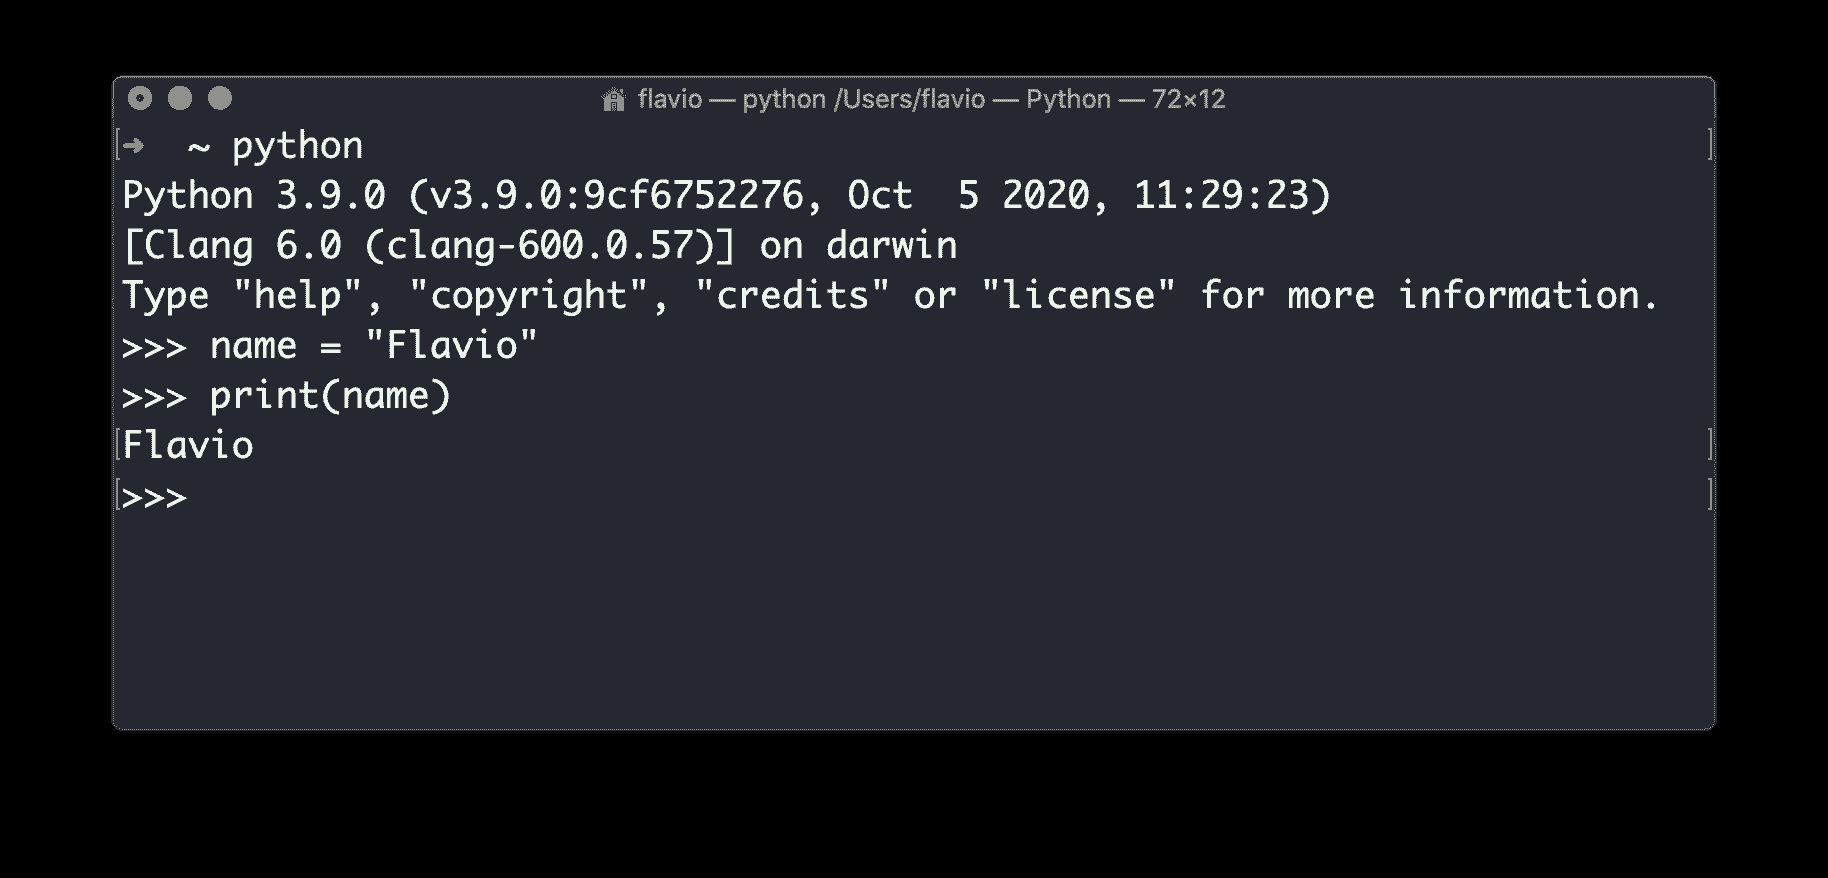 flavio — python /Users/flavio — Python — 72×12
➜  ~ python
Python 3.9.0 (v3.9.0:9cf6752276, Oct  5 2020, 11:29:23)
[Clang 6.0 (clang-600.0.57)] on darwin
Type "help", "copyright", "credits" or "license" for more information.
>>> name = "Flavio"
>>> print(name)
Flavio
>>>